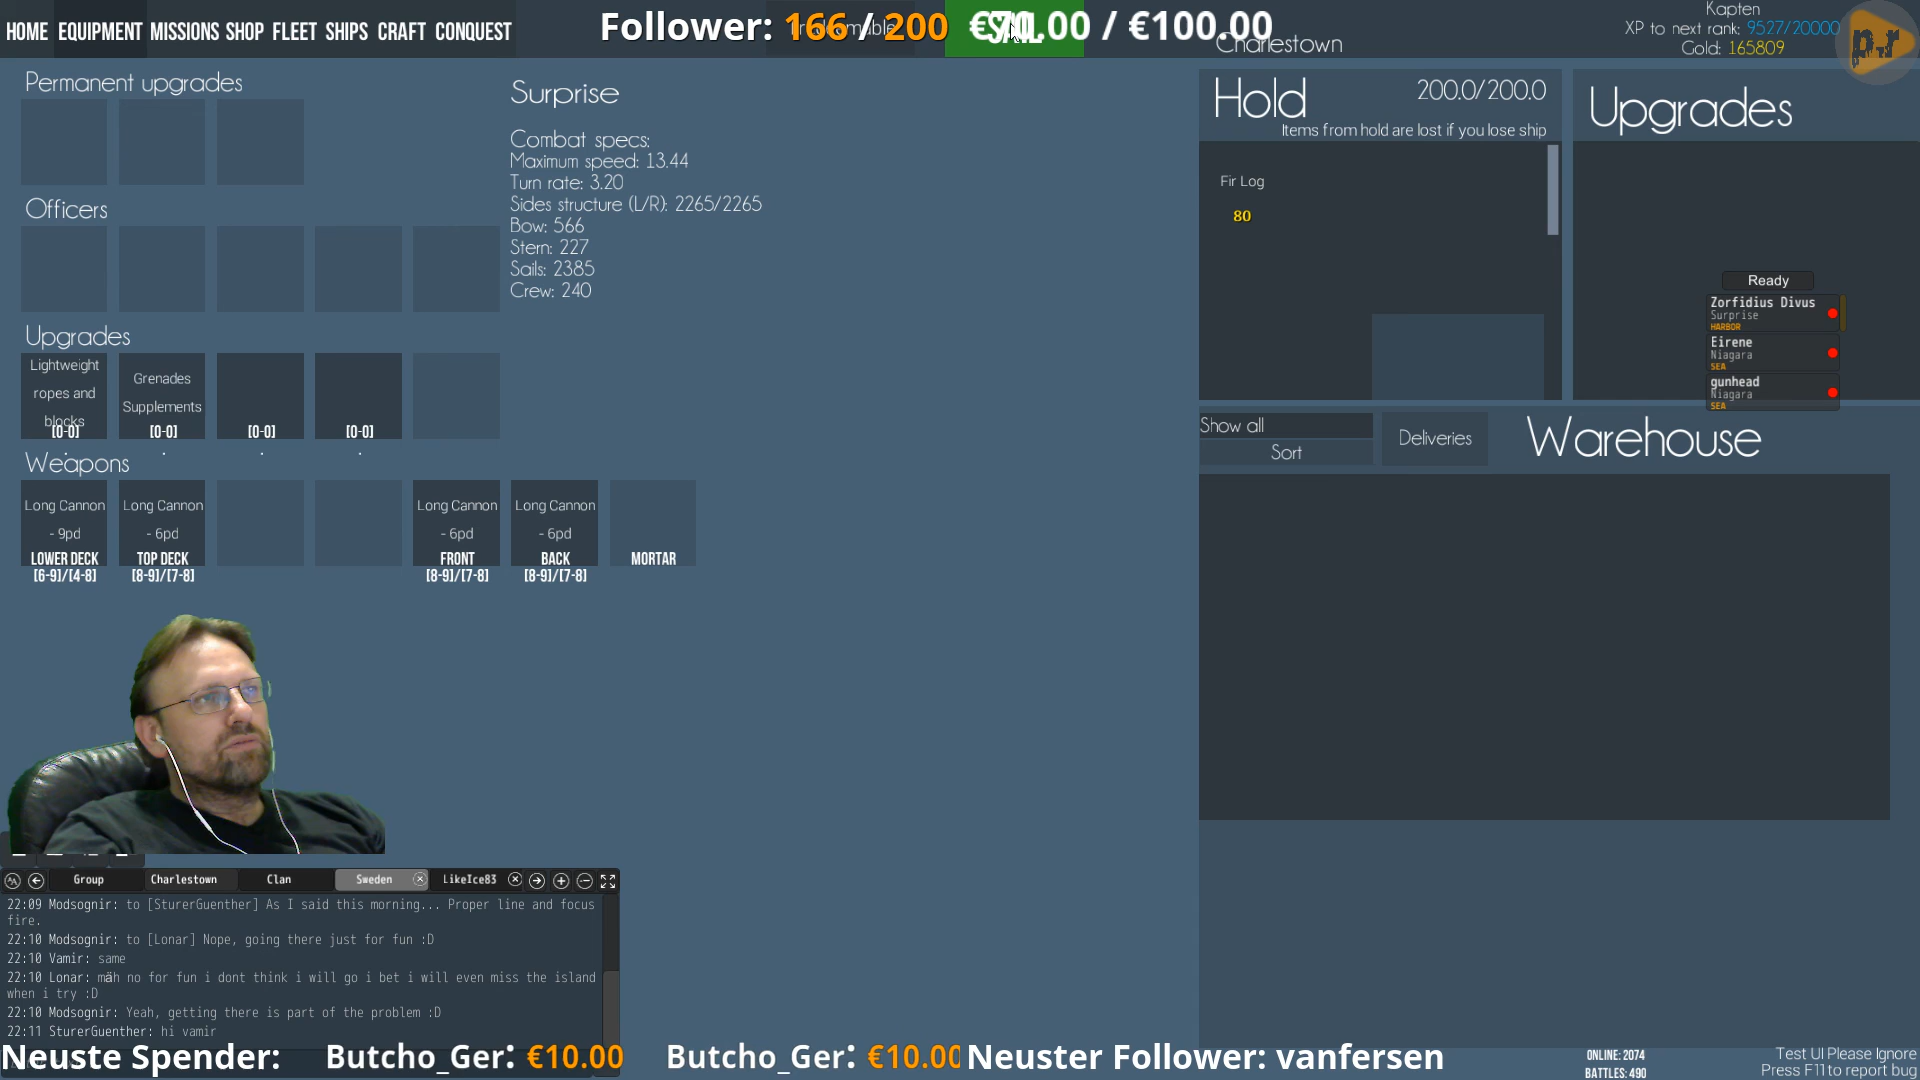 HOME EQUIPMENT MISSIONS SHOP FLEET SHIPS CRAFT CONQUEST
Follower: 166 / 200
/ €100.00
Charlestown
Kapten
XP to next rank: 9527/20000
Gold: 165809
Permanent upgrades
Officers
Upgrades
Lightweight ropes and blocks
[0-0]
Grenades Supplements
[0-0]
[0-0]
[0-0]
Weapons
Long Cannon - 9pd
LOWER DECK
[6-9]/[4-8]
Long Cannon - 6pd
TOP DECK
[8-9]/[7-8]
Long Cannon - 6pd
FRONT
[8-9]/[7-8]
Long Cannon - 6pd
BACK
[8-9]/[7-8]
MORTAR
Surprise
Combat specs:
Maximum speed: 13.44
Turn rate: 3.20
Sides structure (L/R): 2265/2265
Bow: 566
Stern: 227
Sails: 2385
Crew: 240
Hold
200.0/200.0
Items from hold are lost if you lose ship
Fir Log
80
Upgrades
Ready
Zorfidius Divus
Surprise
HARBOR
Eirene
Niagara
SEA
gunhead
Niagara
SEA
Show all
Sort
Deliveries
Warehouse
Group Charlestown Clan Sweden LikeIce83
22:09 Modsognir: to [SturerGuenther] As I said this morning... Proper line and focus
fire.
22:10 Modsognir: to [Lonar] Nope, going there just for fun :D
22:10 Vamir: same
22:10 Lonar: mäh no for fun i dont think i will go i bet i will even miss the island
when i try :D
22:10 Modsognir: Yeah, getting there is part of the problem :D
22:11 SturerGuenther: hi vamir
Neuste Spender: Butcho_Ger: €10.00 Butcho_Ger: €10.00 Neuster Follower: vanfersen
ONLINE: 2074
BATTLES: 490
Test UI Please Ignore
Press F11 to report bug